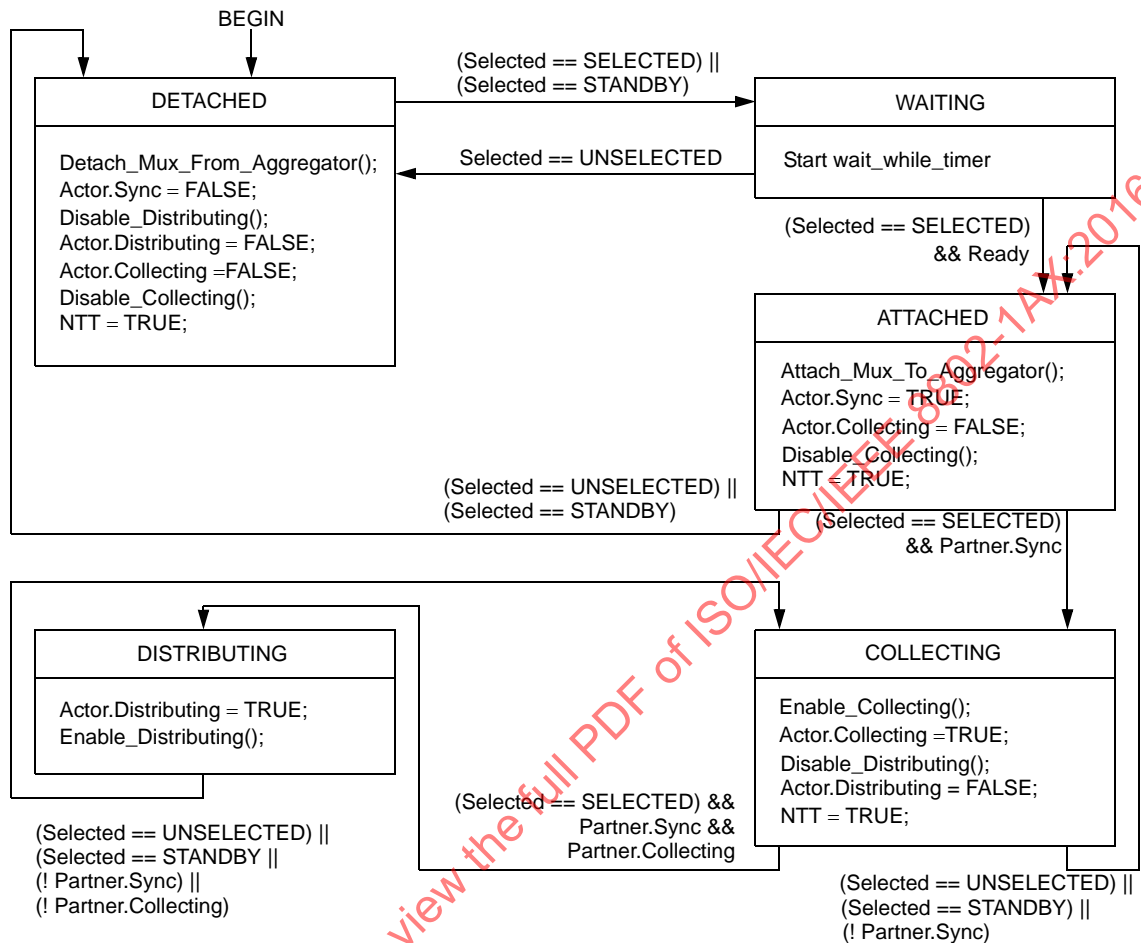 BEGIN
(Selected == SELECTED) ||
(Selected == STANDBY)
DETACHED
Detach_Mux_From_Aggregator();
Actor.Sync = FALSE;
Disable_Distributing();
Actor.Distributing = FALSE;
Actor.Collecting =FALSE;
Disable_Collecting();
NTT = TRUE;
Selected == UNSELECTED
WAITING
Start wait_while_timer
(Selected == SELECTED)
&& Ready
ATTACHED
Attach_Mux_To_Aggregator();
Actor.Sync = TRUE;
Actor.Collecting = FALSE;
Disable_Collecting();
NTT = TRUE;
(Selected == UNSELECTED) ||
(Selected == STANDBY)
(Selected == SELECTED)
&& Partner.Sync
DISTRIBUTING
Actor.Distributing = TRUE;
Enable_Distributing();
COLLECTING
Enable_Collecting();
Actor.Collecting =TRUE;
Disable_Distributing();
Actor.Distributing = FALSE;
NTT = TRUE;
(Selected == SELECTED) &&
Partner.Sync &&
Partner.Collecting
(Selected == UNSELECTED) ||
(Selected == STANDBY ||
(! Partner.Sync) ||
(! Partner.Collecting)
(Selected == UNSELECTED) ||
(Selected == STANDBY) ||
(! Partner.Sync)
view the full PDF of ISO/IEC/IEEE 8802-1AX:2016